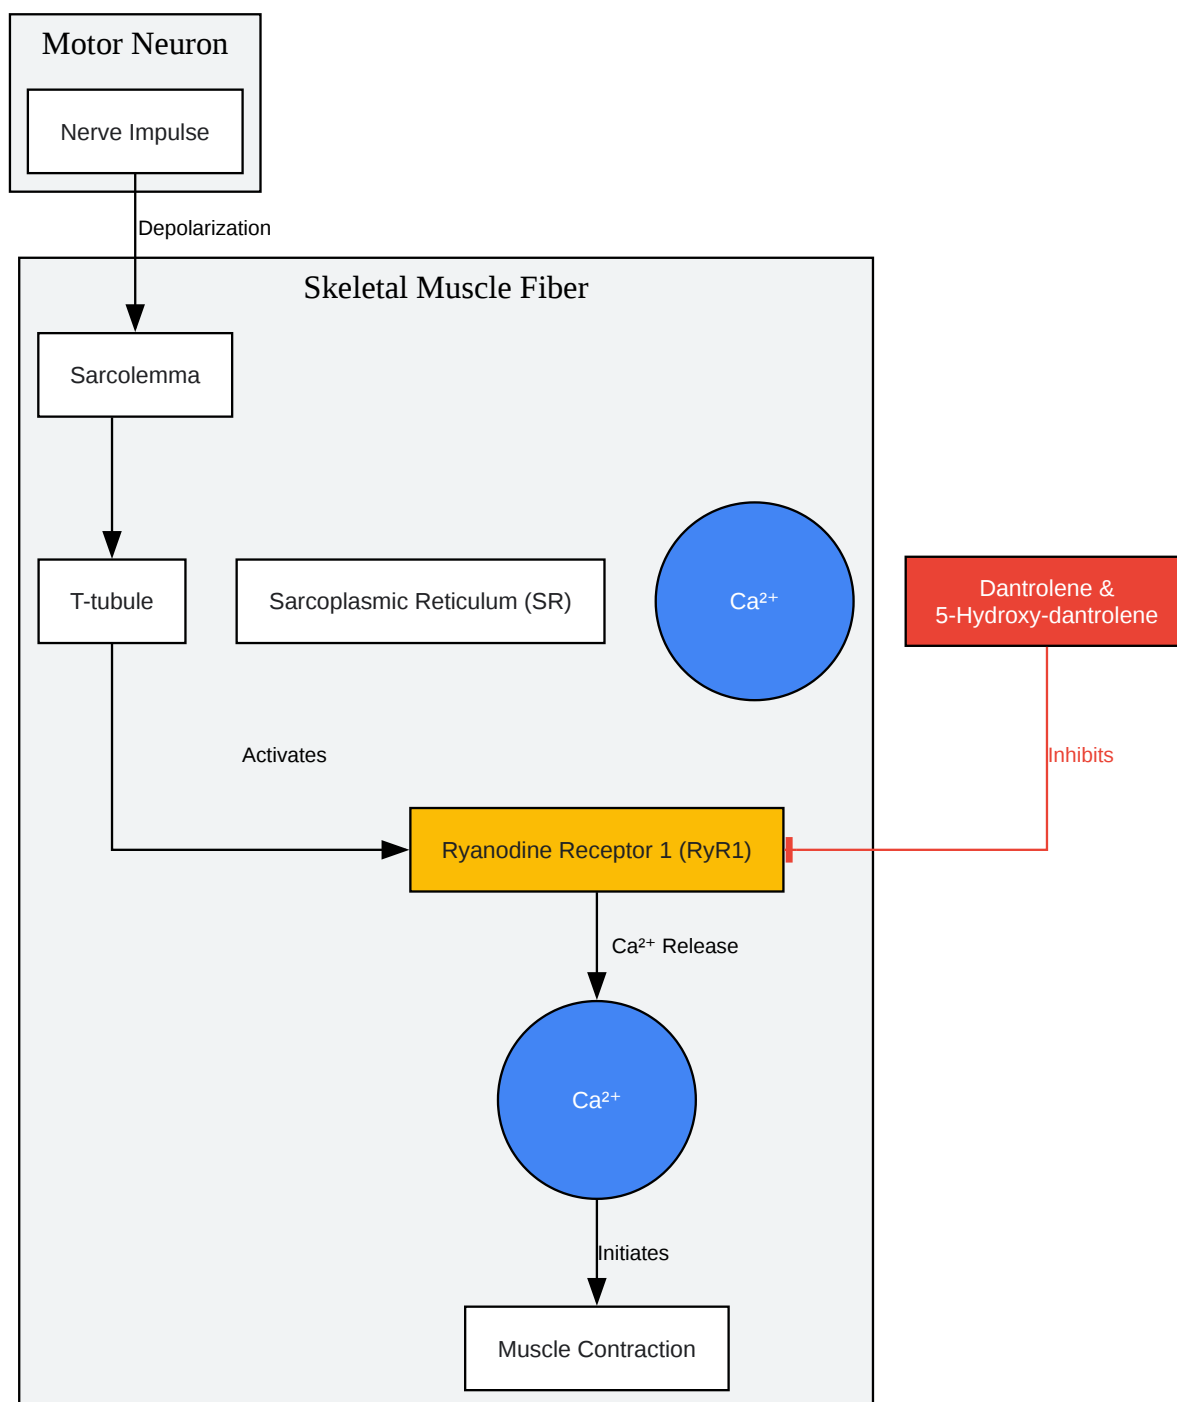 Motor Neuron
Nerve Impulse
Depolarization
Skeletal Muscle Fiber
Sarcolemma
T-tubule
Sarcoplasmic Reticulum (SR)
Ca²⁺
Dantrolene &
5-Hydroxy-dantrolene
Activates
Inhibits
Ryanodine Receptor 1 (RyR1)
Ca²⁺ Release
Ca²⁺
Initiates
Muscle Contraction